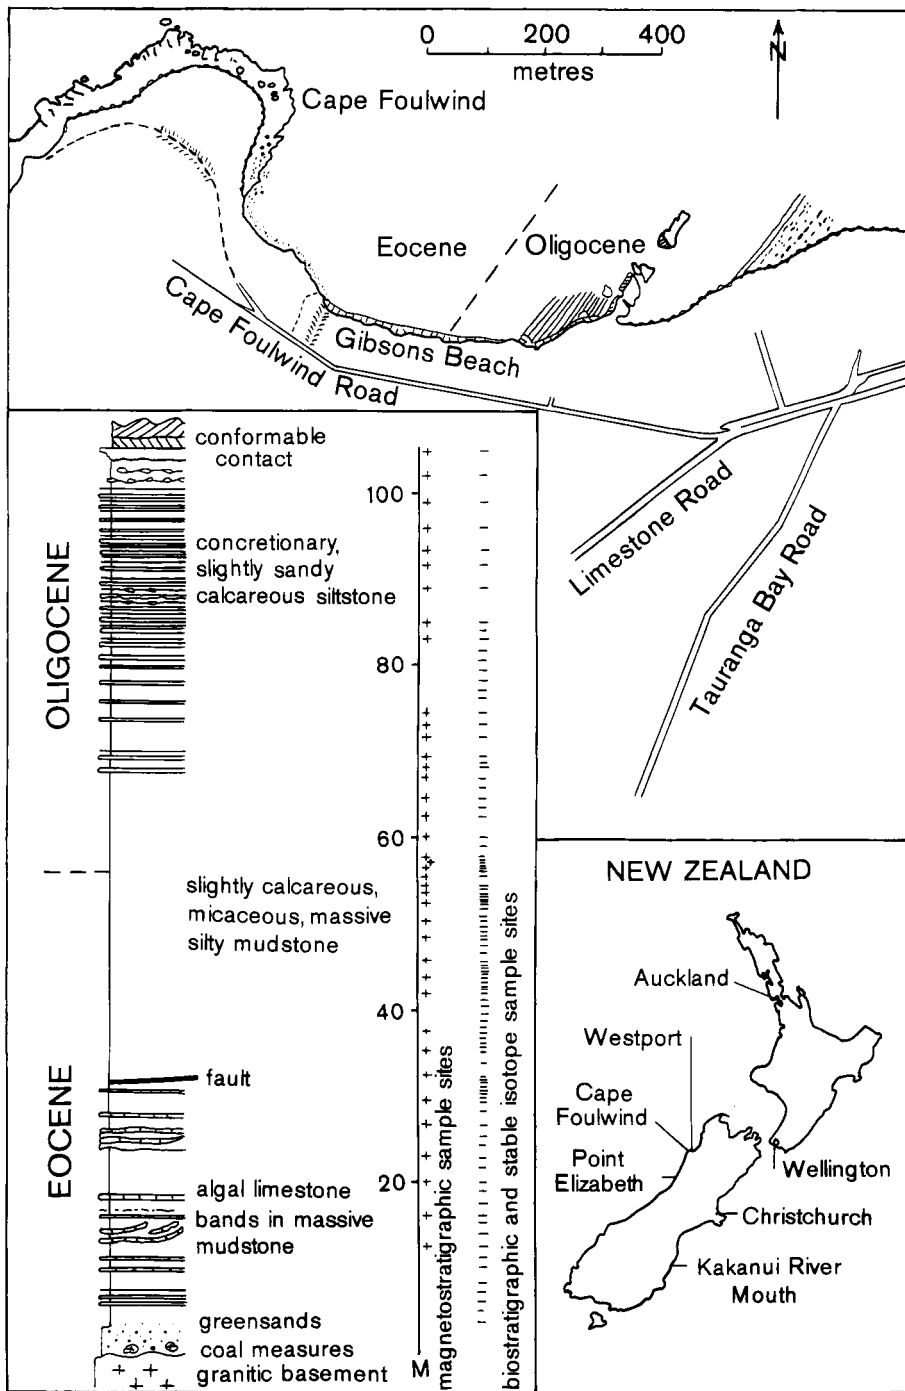 0 200 400
metres
N
Cape Foulwind
Eocene
Oligocene
Cape Foulwind Road
Gibsons Beach
Limestone Road
Tauranga Bay Road
OLIGOCENE
EOCENE
conformable
contact
concretionary,
slightly sandy
calcareous siltstone
slightly calcareous,
micaceous, massive
silty mudstone
fault
algal limestone
bands in massive
mudstone
greensands
coal measures
granitic basement
100
80
60
40
20
M
magnetostratigraphic sample sites
biostratigraphic and stable isotope sample sites
NEW ZEALAND
Auckland
Westport
Cape
Foulwind
Point
Elizabeth
Wellington
Christchurch
Kakanui River
Mouth